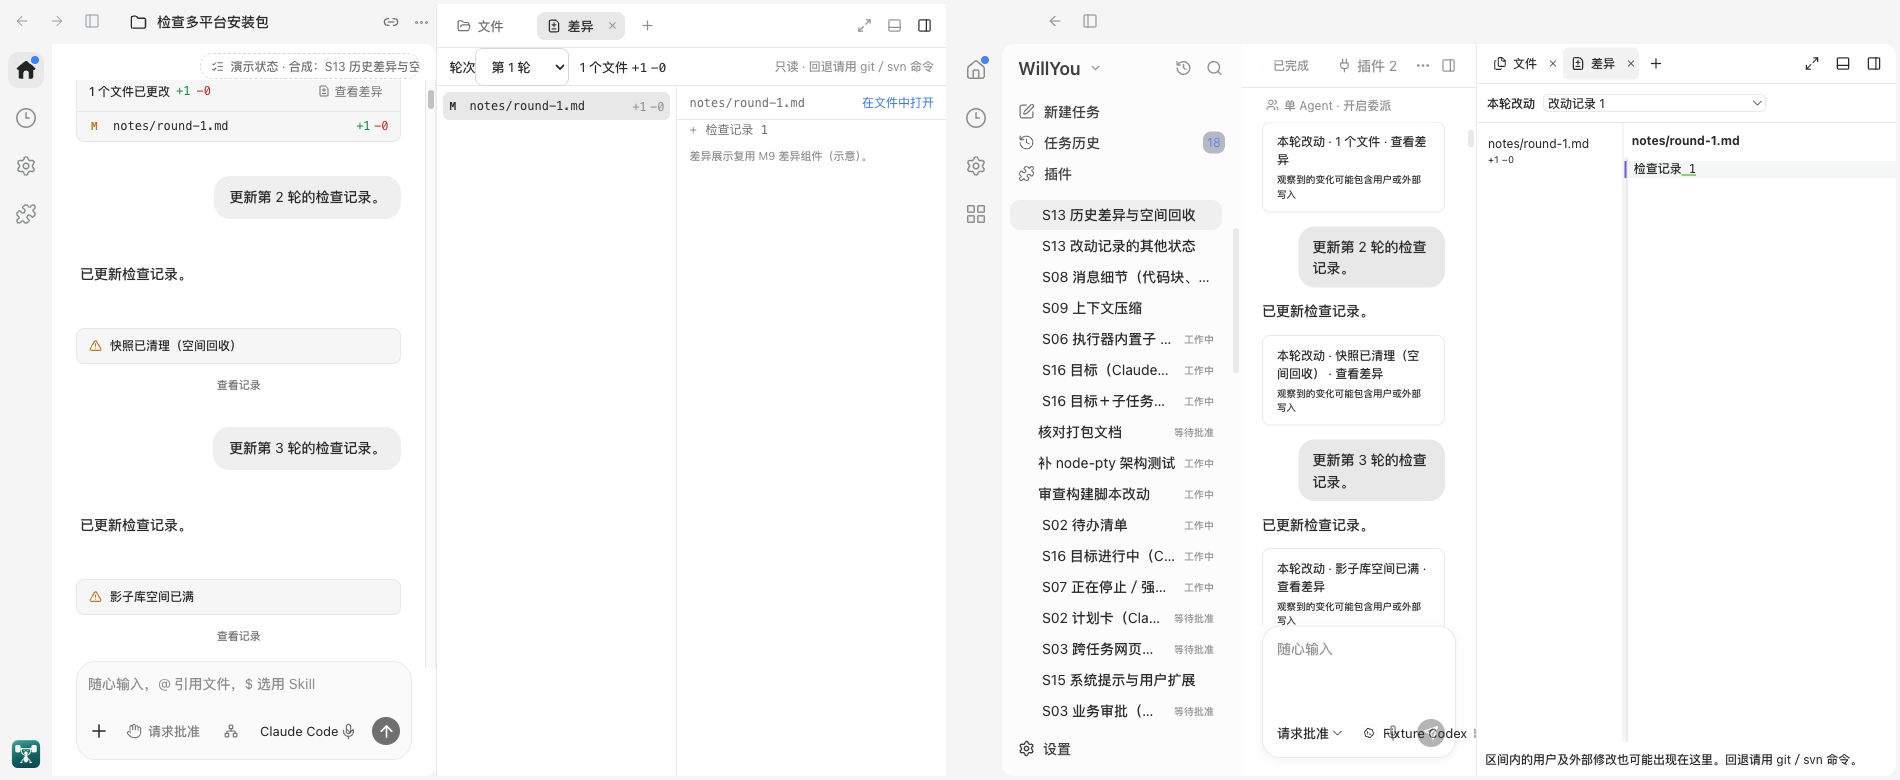 检查多平台安装包
演示状态 · 合成：S13 历史差异与空
1 个文件已更改 +1 -0
查看差异
M notes/round-1.md +1 -0
更新第 2 轮的检查记录。
已更新检查记录。
快照已清理（空间回收）
查看记录
更新第 3 轮的检查记录。
已更新检查记录。
影子库空间已满
查看记录
随心输入，@ 引用文件，$ 选用 Skill
请求批准
Claude Code
文件
差异
轮次
第 1 轮
1 个文件 +1 -0
只读 · 回退请用 git / svn 命令
M notes/round-1.md +1 -0
notes/round-1.md
在文件中打开
+ 检查记录 1
差异展示复用 M9 差异组件（示意）。
WillYou
新建任务
任务历史
18
插件
S13 历史差异与空间回收
S13 改动记录的其他状态
S08 消息细节（代码块、...
S09 上下文压缩
S06 执行器内置子 ... 工作中
S16 目标（Claude... 工作中
S16 目标＋子任务... 工作中
核对打包文档 等待批准
补 node-pty 架构测试 工作中
审查构建脚本改动 工作中
S02 待办清单 工作中
S16 目标进行中（C... 工作中
S07 正在停止 / 强... 工作中
S02 计划卡（Cla... 等待批准
S03 跨任务网页... 等待批准
S15 系统提示与用户扩展
S03 业务审批（... 等待批准
设置
已完成
插件 2
单 Agent · 开启委派
本轮改动 · 1 个文件 · 查看差
异
观察到的变化可能包含用户或外部
写入
更新第 2 轮的检查
记录。
已更新检查记录。
本轮改动 · 快照已清理（空
间回收） · 查看差异
观察到的变化可能包含用户或外部
写入
更新第 3 轮的检查
记录。
已更新检查记录。
本轮改动 · 影子库空间已满 ·
查看差异
观察到的变化可能包含用户或外部
写入
随心输入
请求批准
Fixture Codex
文件
差异
本轮改动
改动记录 1
notes/round-1.md
+1 −0
notes/round-1.md
检查记录 1
区间内的用户及外部修改也可能出现在这里。回退请用 git / svn 命令。